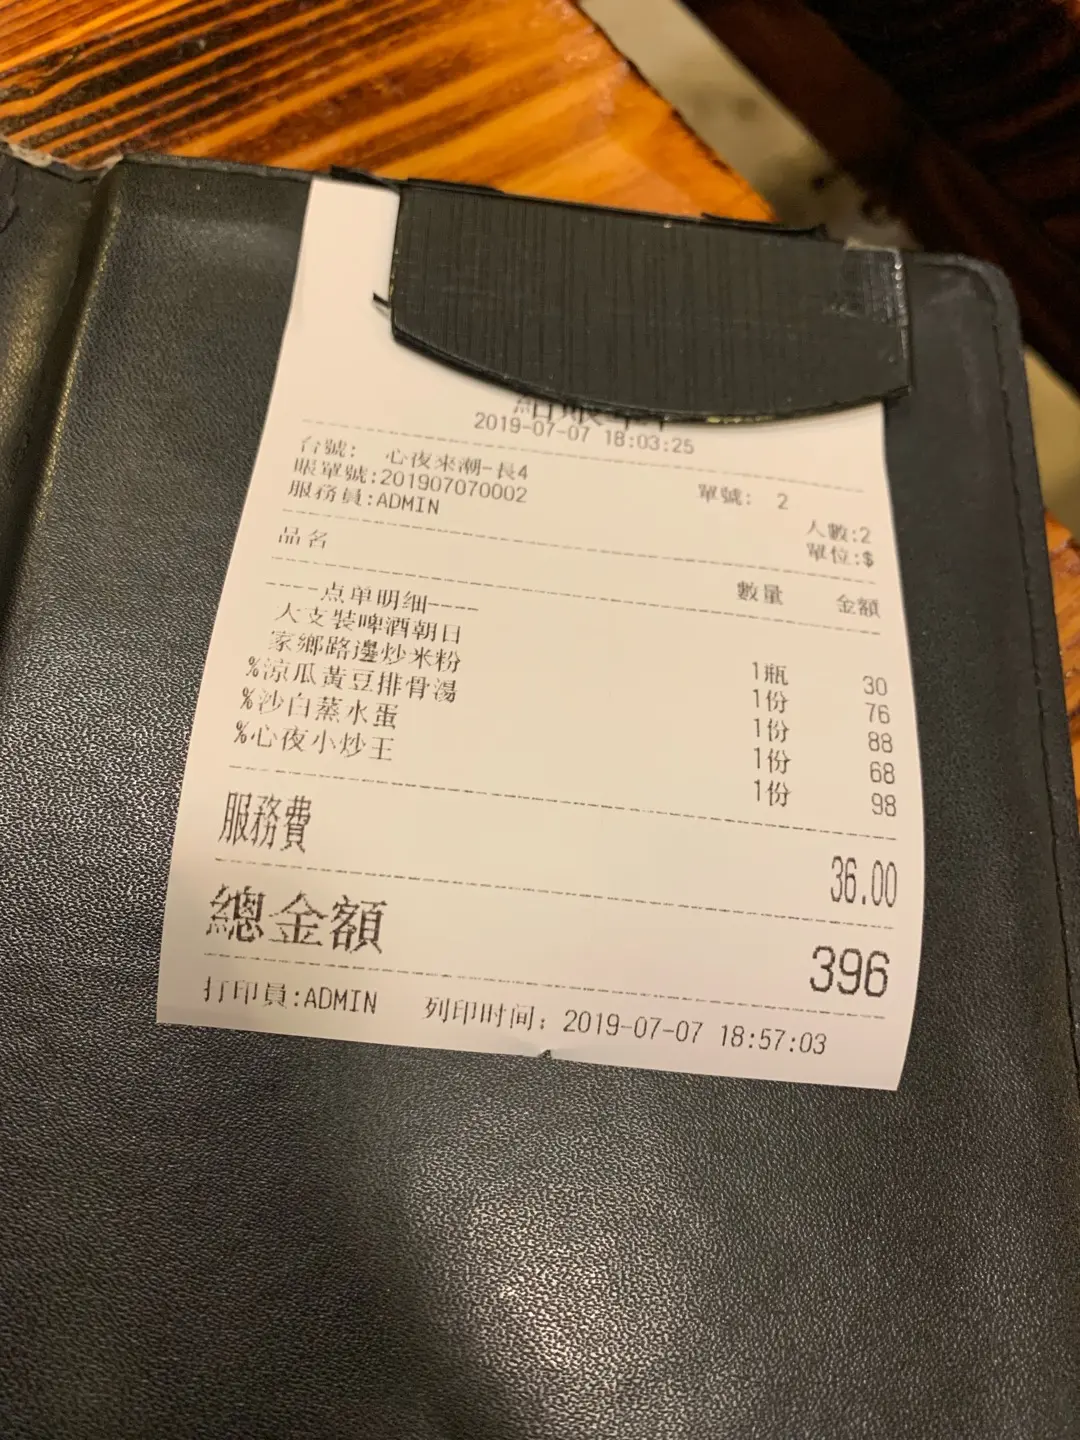 2019-07-07 18:03:25
台號: 心夜來潮-長4 單號: 2
賬單號:201907070002 人數:2
服務員:ADMIN 單位:$
品名 數量 金額
----点单明细----
大支裝啤酒朝日 1瓶 30
家鄉路邊炒米粉 1份 76
%涼瓜黃豆排骨湯 1份 88
%沙白蒸水蛋 1份 68
%心夜小炒王 1份 98
服務費 36.00
總金額 396
打印員:ADMIN 列印时间: 2019-07-07 18:57:03